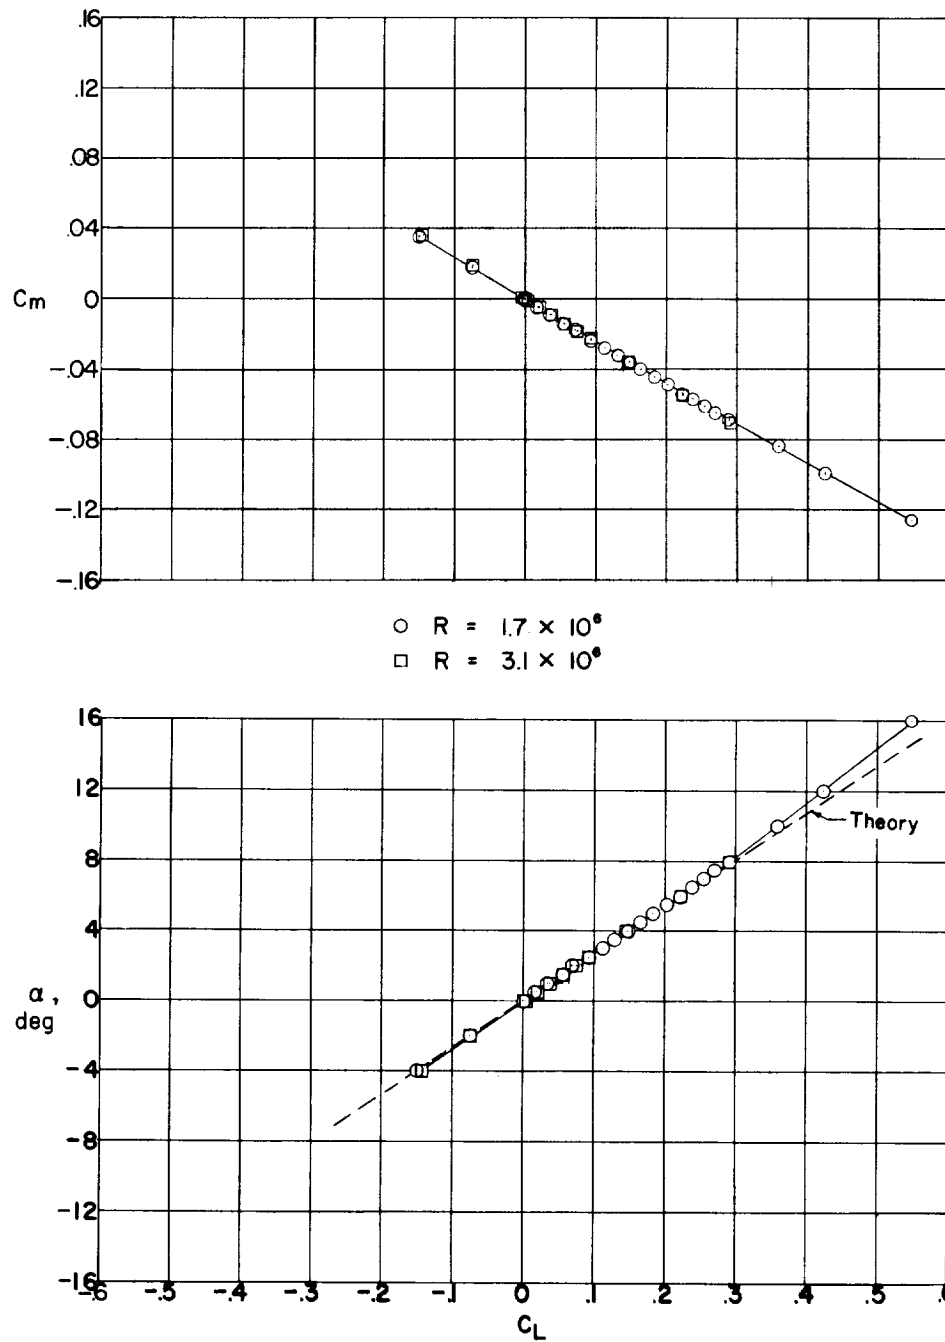 .16
.12
.08
.04
Cm
0
-.04
-.08
-.12
-.16
○ R = 1.7 × 10⁶
□ R = 3.1 × 10⁶
16
12
Theory
8
4
α,
deg
0
-4
-8
-12
-16
-.6 -.5 -.4 -.3 -.2 -.1 0 .1 .2 .3 .4 .5 .6
CL